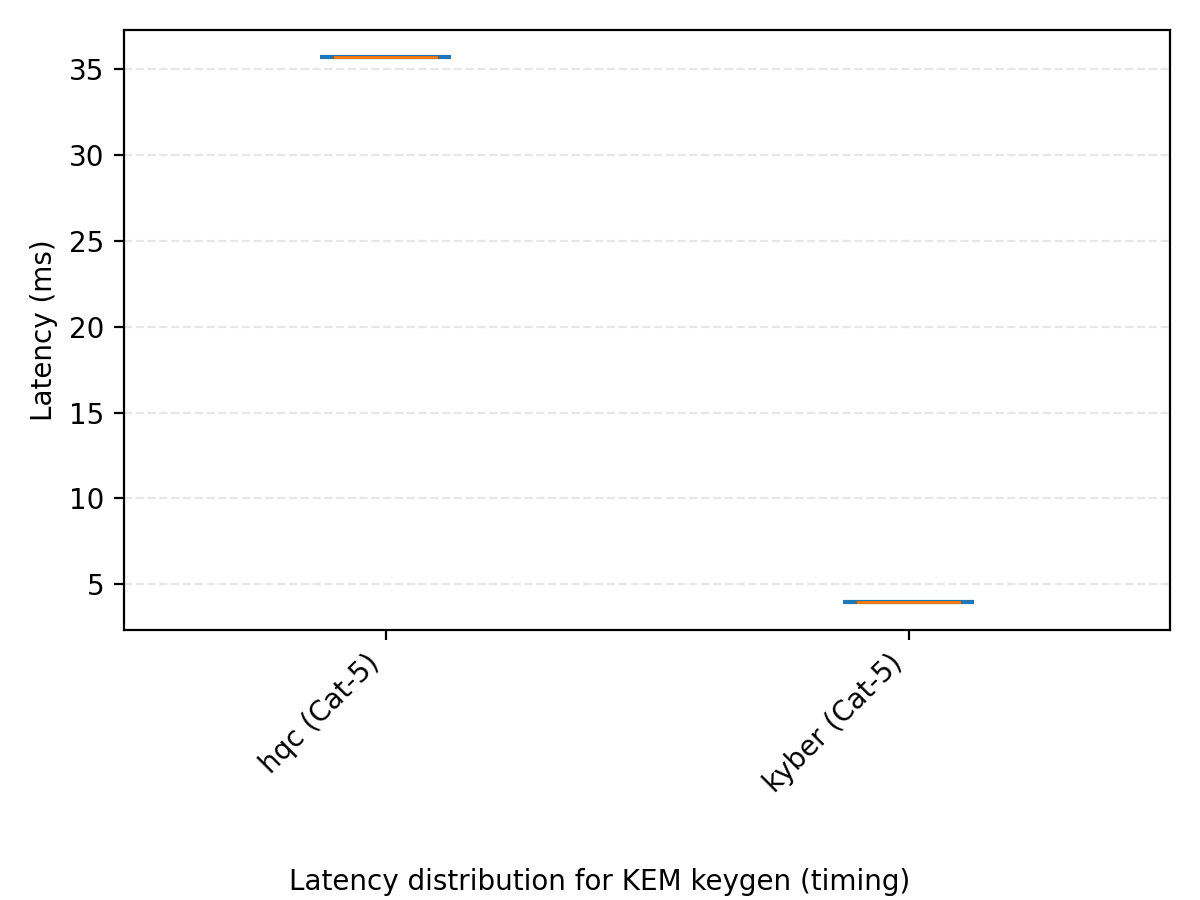 Latency (ms)
35
30
25
20
15
10
5
hqc (Cat-5)
kyber (Cat-5)
Latency distribution for KEM keygen (timing)